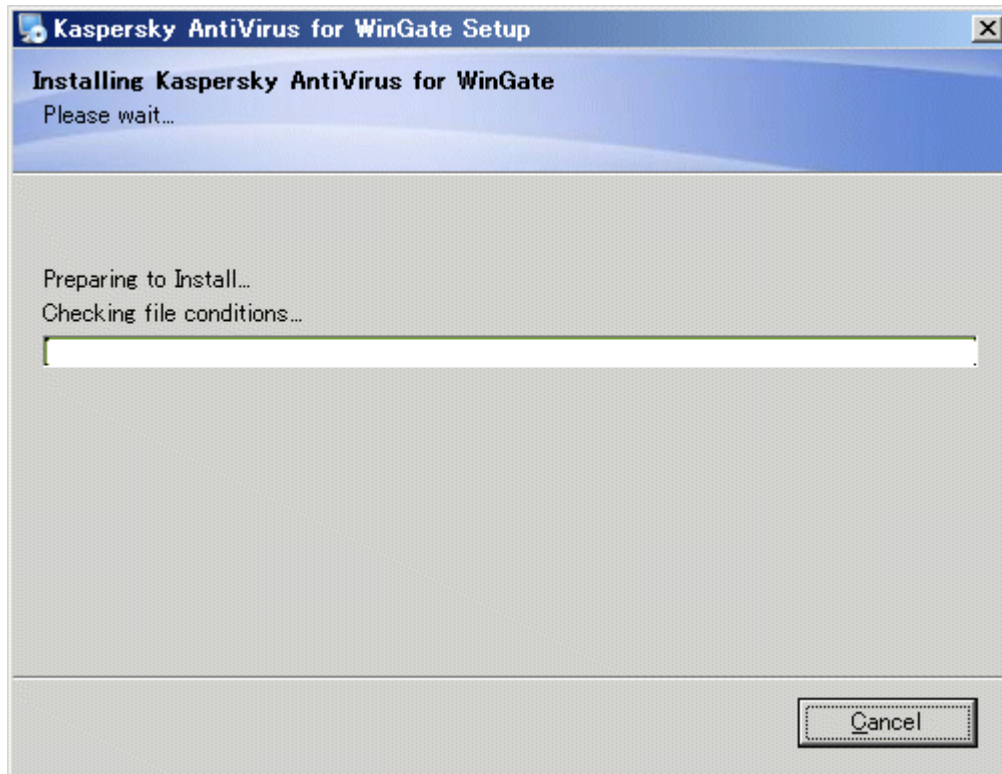 Kaspersky AntiVirus for WinGate Setup
Installing Kaspersky AntiVirus for WinGate
Please wait...
Preparing to Install...
Checking file conditions...
Cancel